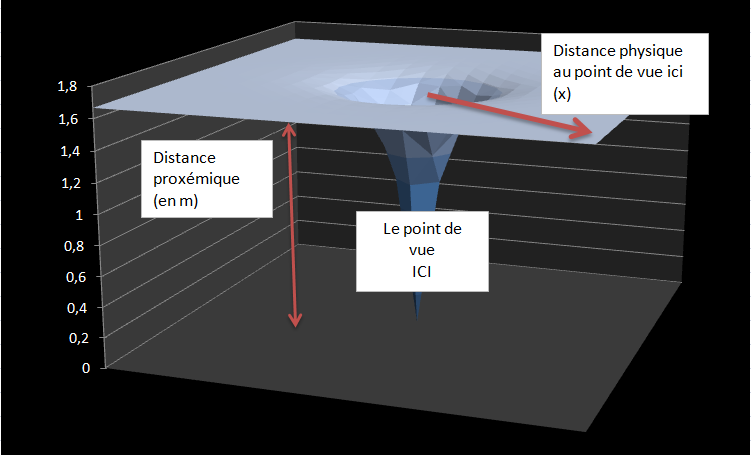 Distance physique
au point de vue ici
(x)
1,8
1,6
1,4
1,2
1
0,8
0,6
0,4
0,2
0
Distance
proxémique
(en m)
Le point de
vue
ICI